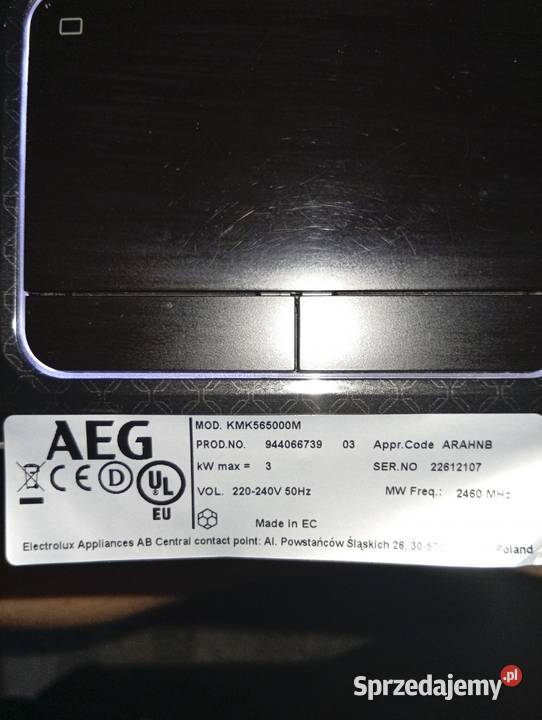 AEG
MOD. KMK565000M
PROD.NO. 944066739 03 Appr.Code ARAHNB
kW max = 3 SER.NO 22612107
VOL. 220-240V 50Hz MW Freq.: 2460 MHz
CE D UL
EU
Made in EC
Electrolux Appliances AB Central contact point: Al. Powstańców Śląskich 26, Poland
Sprzedajemy.pl